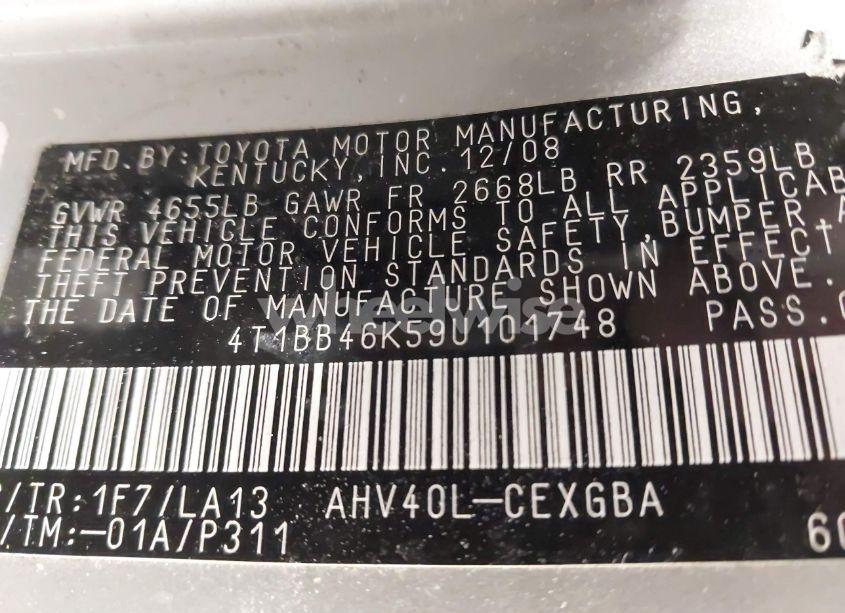 MFD. BY: TOYOTA MOTOR MANUFACTURING,
KENTUCKY, INC. 12/08
GVWR 4655LB GAWR FR 2668LB RR 2359LB
THIS VEHICLE CONFORMS TO ALL APPLICAB
FEDERAL MOTOR VEHICLE SAFETY, BUMPER, A
THEFT PREVENTION STANDARDS IN EFFECT
THE DATE OF MANUFACTURE SHOWN ABOVE.
4T1BB46K59U101748 PASS.
wheelwise
/TR:1F7/LA13 AHV40L-CEXGBA
/TM:-01A/P311 60